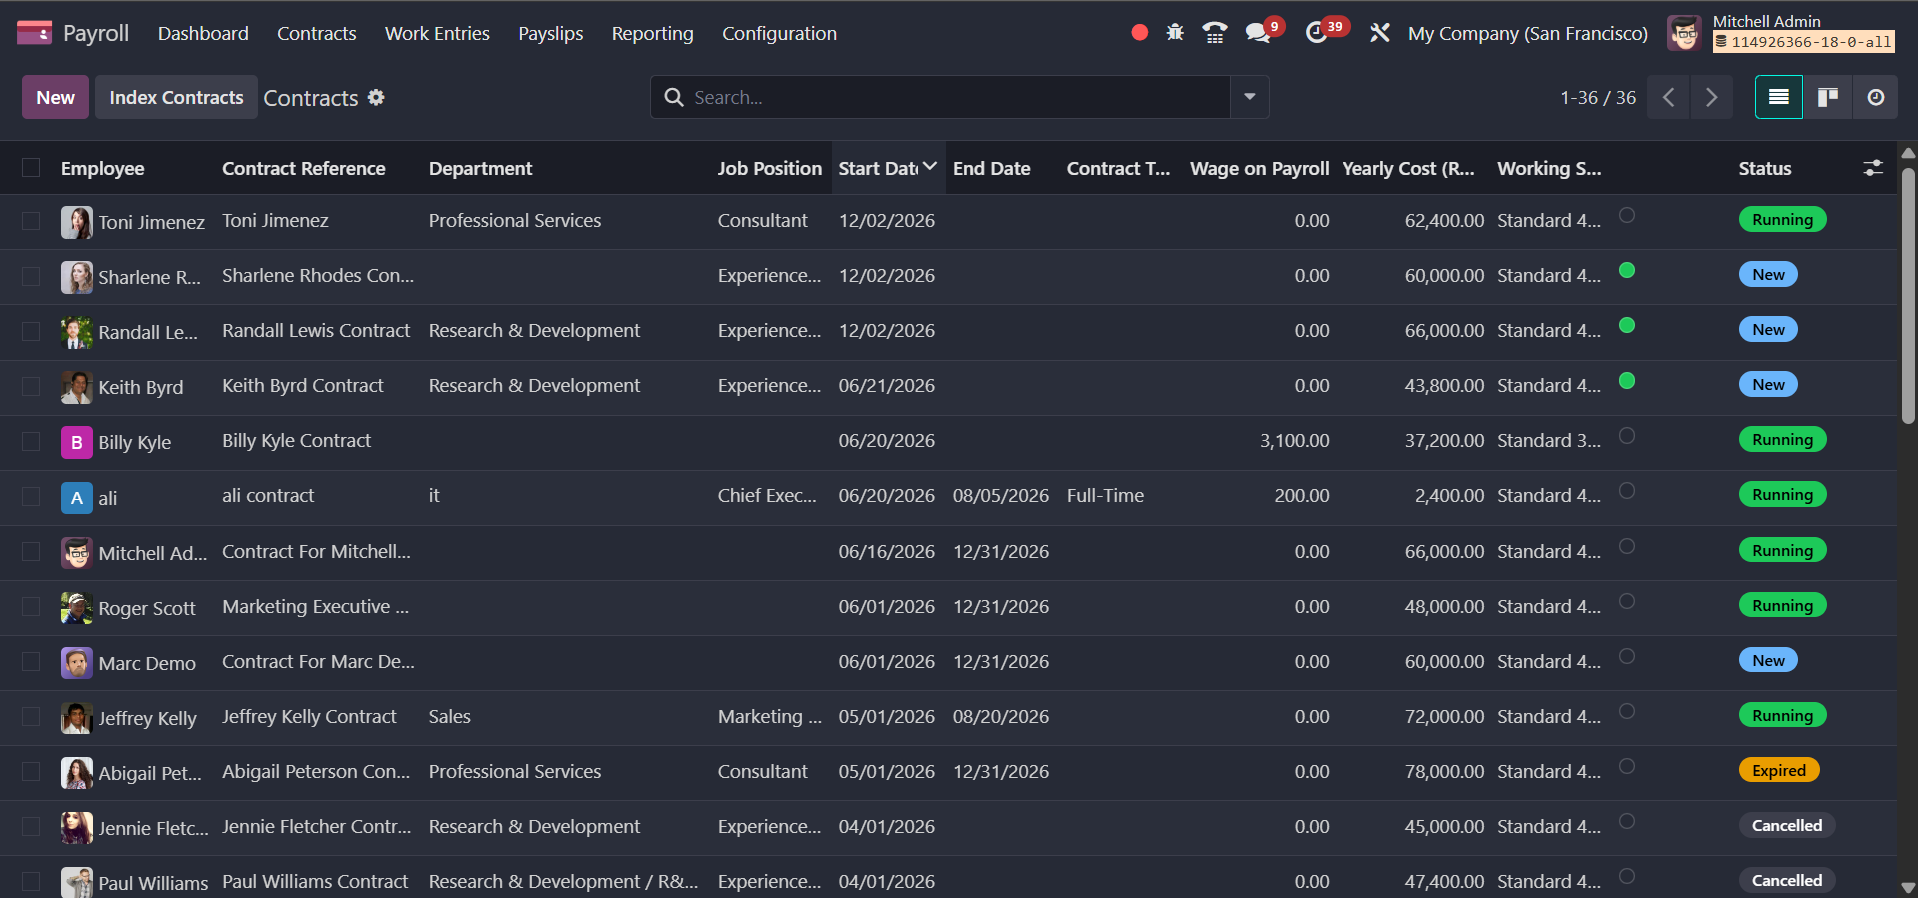 Payroll Dashboard Contracts Work Entries Payslips Reporting Configuration 9 39 My Company (San Francisco) Mitchell Admin
114926366-18-0-all
New Index Contracts Contracts Search... 1-36 / 36
Employee Contract Reference Department Job Position Start Dat End Date Contract T... Wage on Payroll Yearly Cost (R... Working S... Status
Toni Jimenez Toni Jimenez Professional Services Consultant 12/02/2026 0.00 62,400.00 Standard 4... Running
Sharlene R... Sharlene Rhodes Con... Experience... 12/02/2026 0.00 60,000.00 Standard 4... New
Randall Le... Randall Lewis Contract Research & Development Experience... 12/02/2026 0.00 66,000.00 Standard 4... New
Keith Byrd Keith Byrd Contract Research & Development Experience... 06/21/2026 0.00 43,800.00 Standard 4... New
B Billy Kyle Billy Kyle Contract 06/20/2026 3,100.00 37,200.00 Standard 3... Running
A ali ali contract it Chief Exec... 06/20/2026 08/05/2026 Full-Time 200.00 2,400.00 Standard 4... Running
Mitchell Ad... Contract For Mitchell... 06/16/2026 12/31/2026 0.00 66,000.00 Standard 4... Running
Roger Scott Marketing Executive ... 06/01/2026 12/31/2026 0.00 48,000.00 Standard 4... Running
Marc Demo Contract For Marc De... 06/01/2026 12/31/2026 0.00 60,000.00 Standard 4... New
Jeffrey Kelly Jeffrey Kelly Contract Sales Marketing ... 05/01/2026 08/20/2026 0.00 72,000.00 Standard 4... Running
Abigail Pet... Abigail Peterson Con... Professional Services Consultant 05/01/2026 12/31/2026 0.00 78,000.00 Standard 4... Expired
Jennie Fletc... Jennie Fletcher Contr... Research & Development Experience... 04/01/2026 0.00 45,000.00 Standard 4... Cancelled
Paul Williams Paul Williams Contract Research & Development / R&... Experience... 04/01/2026 0.00 47,400.00 Standard 4... Cancelled